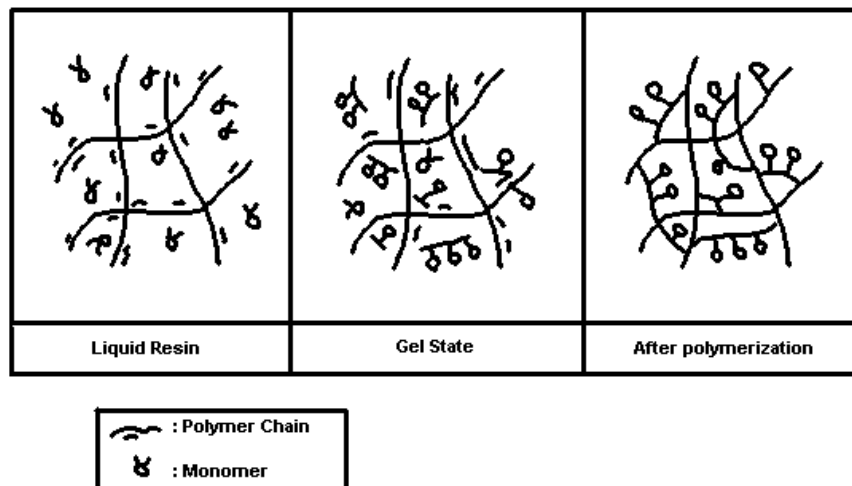 Liquid Resin
Gel State
After polymerization
: Polymer Chain
: Monomer